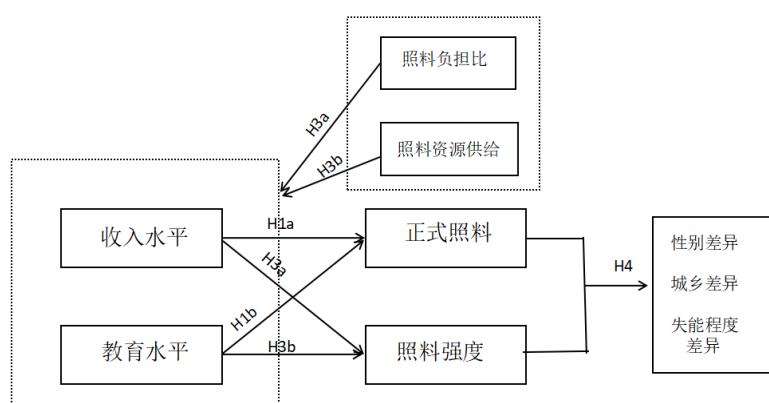 照料负担比
H3a
照料资源供给
H3b
收入水平
H1a
正式照料
性别差异
H3a
H4
城乡差异
H1b
失能程度
差异
教育水平
H3b
照料强度